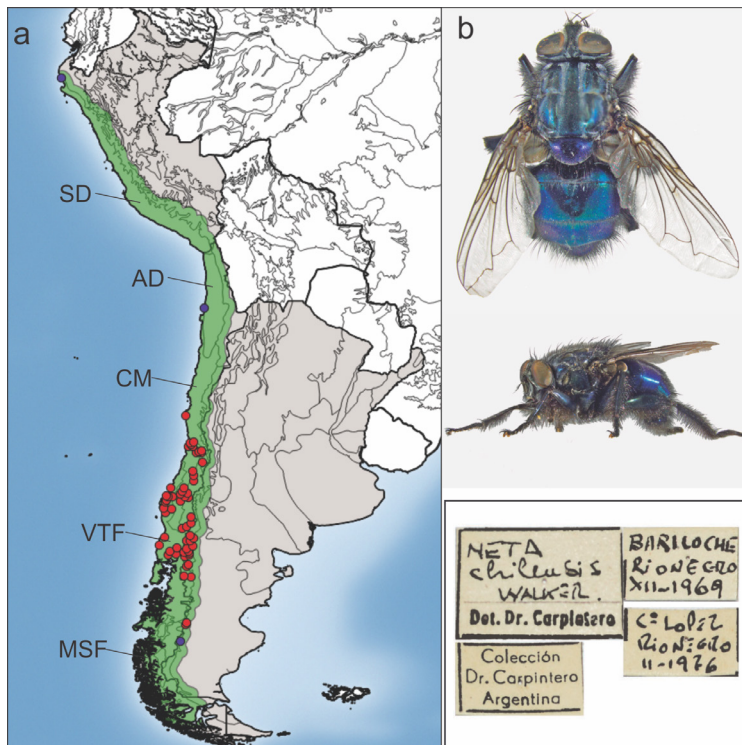 a
SD
AD
CM
VTF
MSF
b
NETA
chilensis
WALKER.
Det. Dr. Carpintero
BARILOCHE
RIO NEGRO
XII-1969
Cº LOPEZ
RIO NEGRO
II-1976
Colección
Dr. Carpintero
Argentina